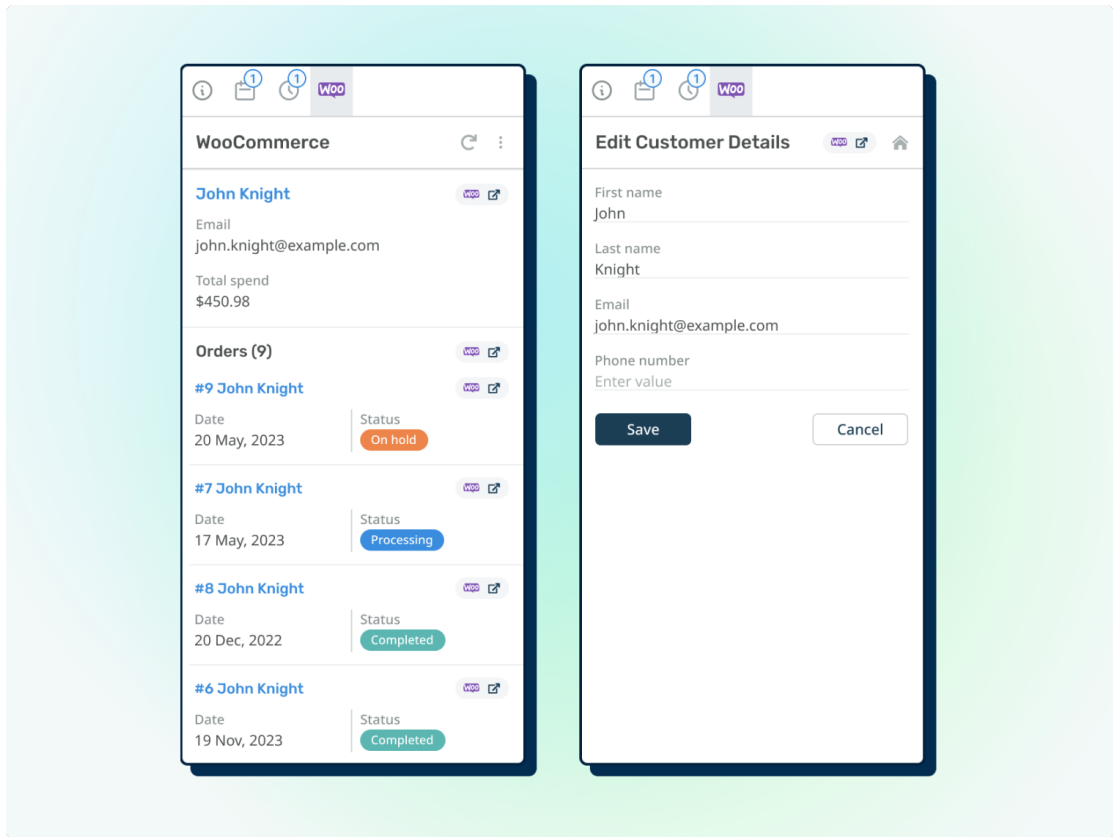 1 1 WOO
WooCommerce
John Knight WOO
Email
john.knight@example.com
Total spend
$450.98
Orders (9) WOO
#9 John Knight WOO
Date Status
20 May, 2023 On hold
#7 John Knight WOO
Date Status
17 May, 2023 Processing
#8 John Knight WOO
Date Status
20 Dec, 2022 Completed
#6 John Knight WOO
Date Status
19 Nov, 2023 Completed
1 1 WOO
Edit Customer Details WOO
First name
John
Last name
Knight
Email
john.knight@example.com
Phone number
Enter value
Save Cancel